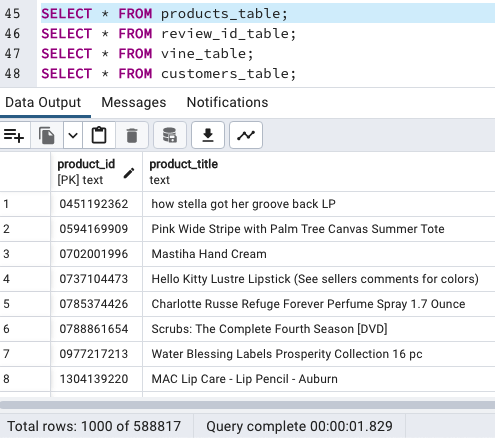 45 SELECT * FROM products_table;
46 SELECT * FROM review_id_table;
47 SELECT * FROM vine_table;
48 SELECT * FROM customers_table;
Data Output Messages Notifications
product_id product_title
[PK] text text
1 0451192362 how stella got her groove back LP
2 0594169909 Pink Wide Stripe with Palm Tree Canvas Summer Tote
3 0702001996 Mastiha Hand Cream
4 0737104473 Hello Kitty Lustre Lipstick (See sellers comments for colors)
5 0785374426 Charlotte Russe Refuge Forever Perfume Spray 1.7 Ounce
6 0788861654 Scrubs: The Complete Fourth Season [DVD]
7 0977217213 Water Blessing Labels Prosperity Collection 16 pc
8 1304139220 MAC Lip Care - Lip Pencil - Auburn
Total rows: 1000 of 588817 Query complete 00:00:01.829